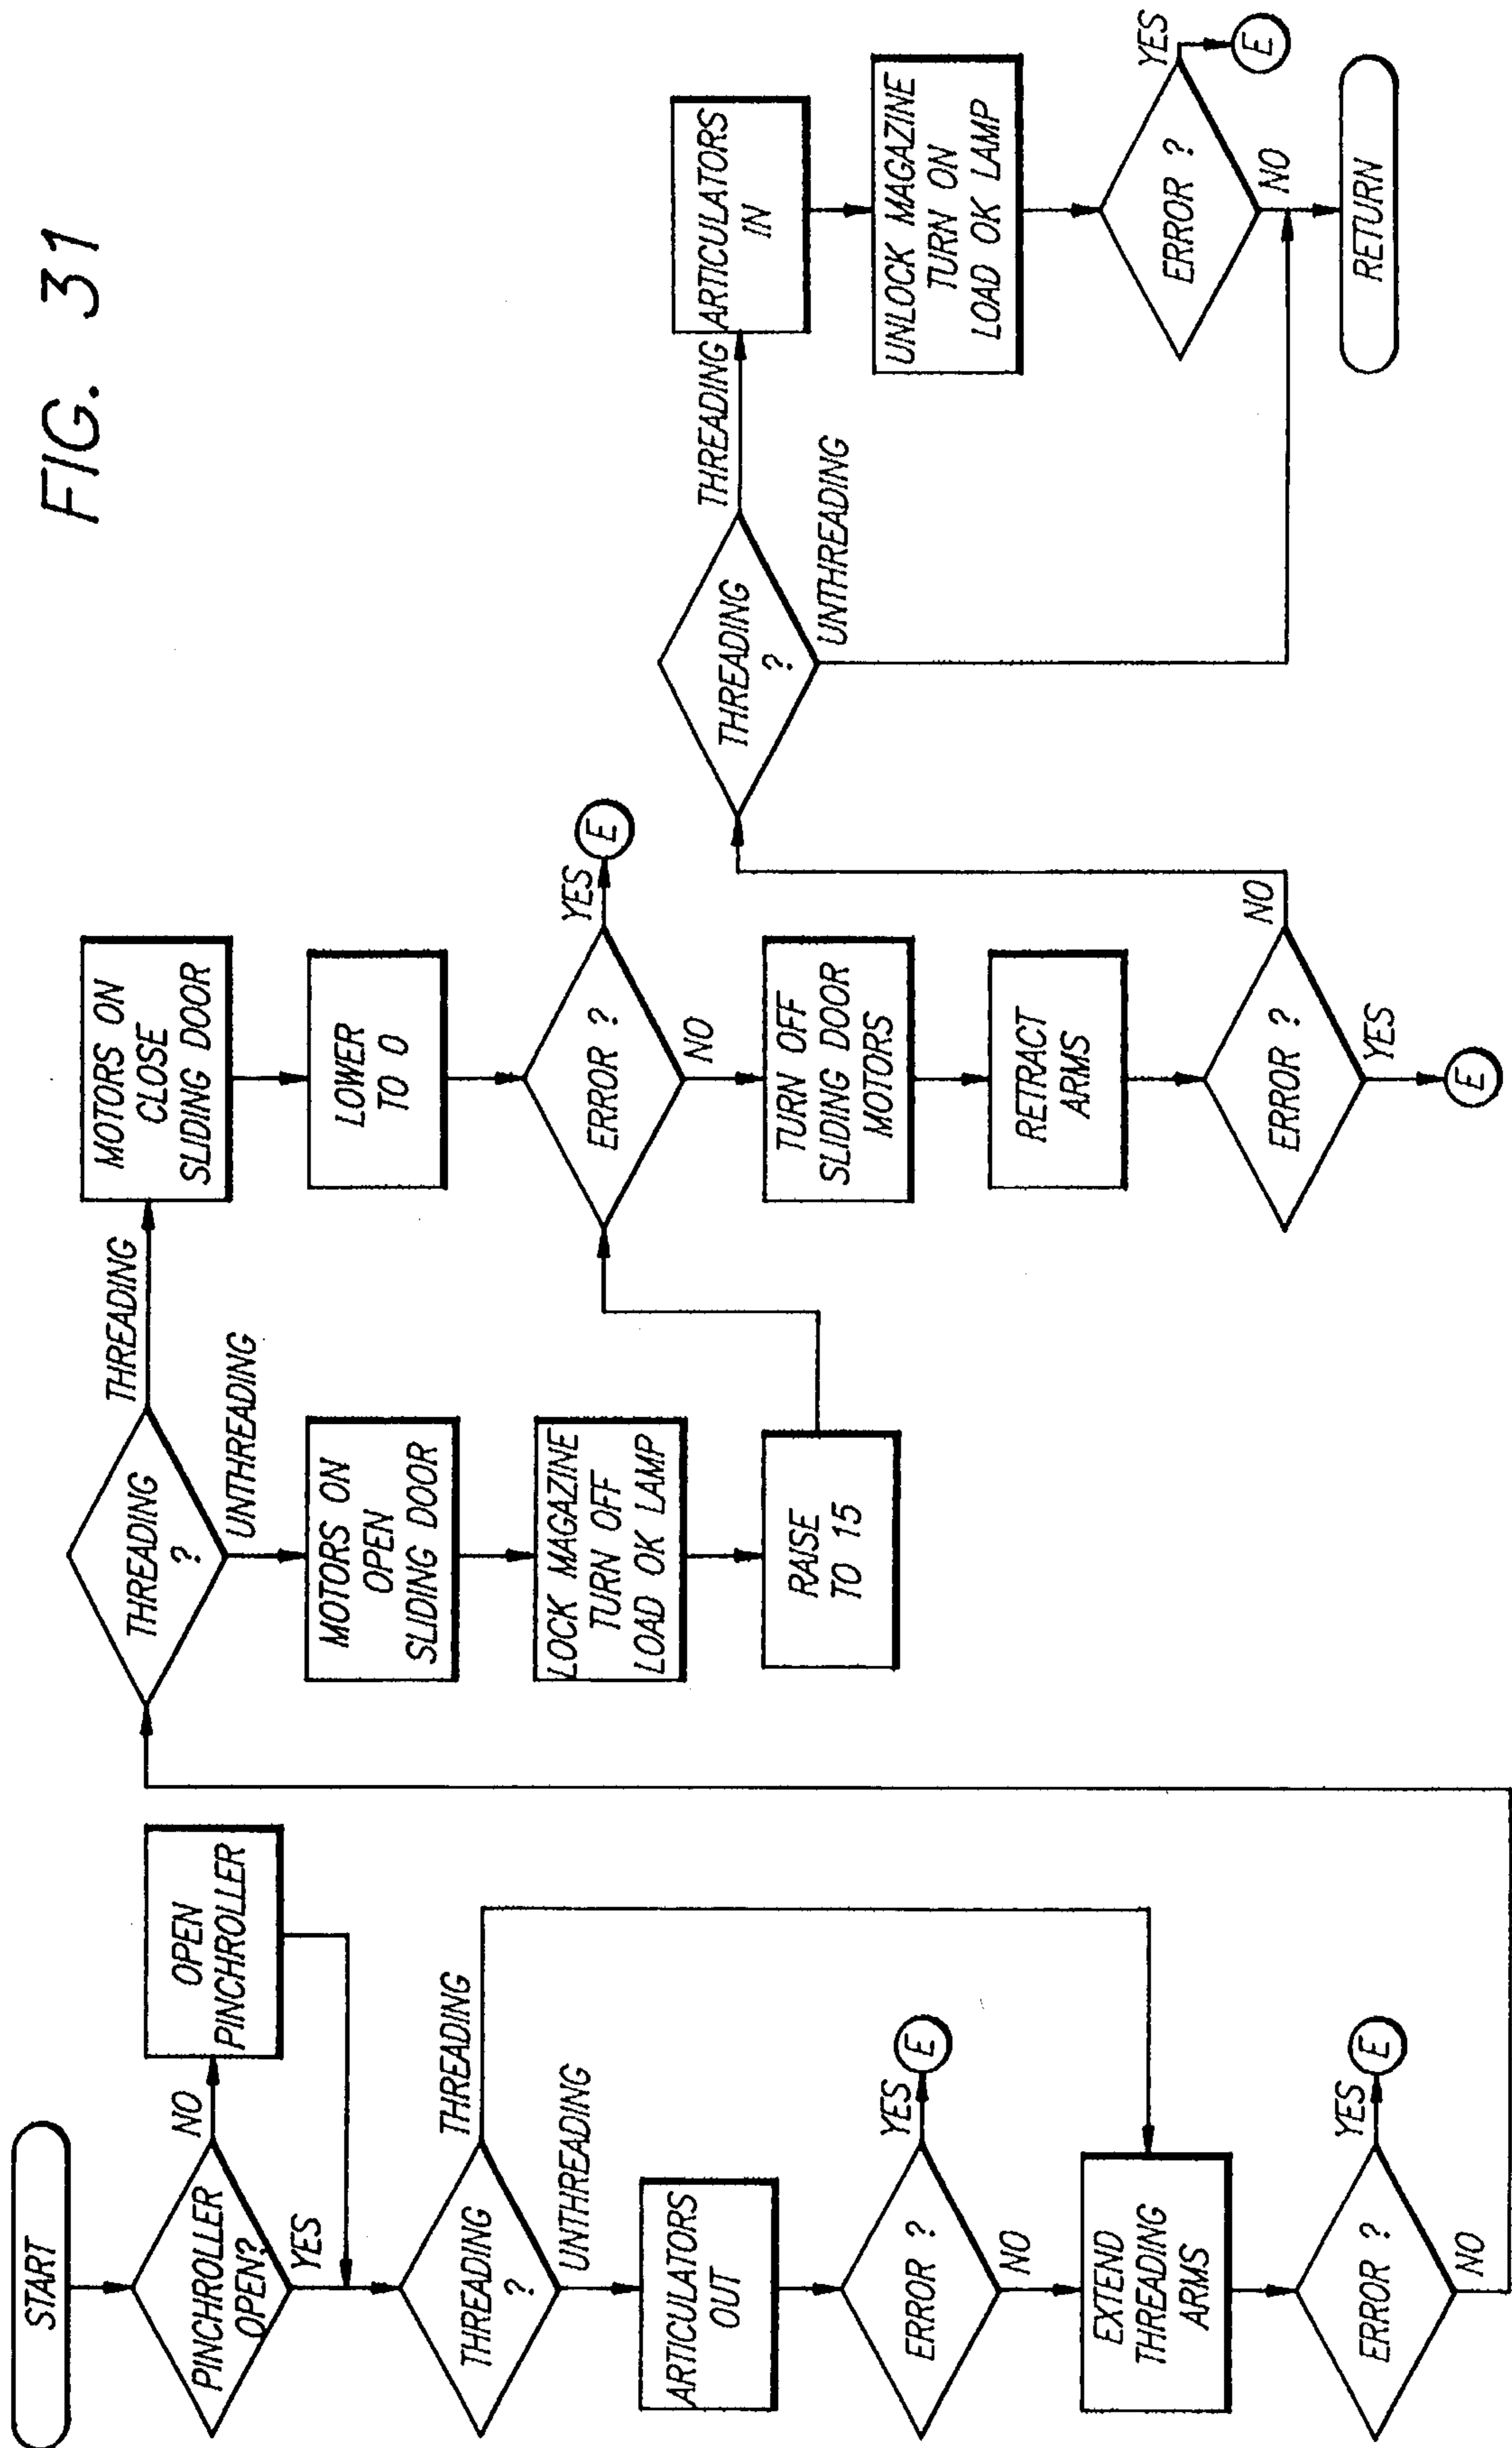 FIG. 31
START
PINCHROLLER
OPEN?
NO
OPEN
PINCHROLLER
YES
THREADING
?
THREADING
UNTHREADING
ARTICULATORS
OUT
ERROR ?
YES
E
NO
EXTEND
THREADING
ARMS
ERROR ?
YES
E
NO
THREADING
?
THREADING
UNTHREADING
MOTORS ON
OPEN
SLIDING DOOR
LOCK MAGAZINE
TURN OFF
LOAD OK LAMP
RAISE
TO 15
MOTORS ON
CLOSE
SLIDING DOOR
LOWER
TO 0
ERROR ?
YES
E
NO
TURN OFF
SLIDING DOOR
MOTORS
RETRACT
ARMS
ERROR ?
NO
YES
E
THREADING
?
THREADING
UNTHREADING
ARTICULATORS
IN
UNLOCK MAGAZINE
TURN ON
LOAD OK LAMP
ERROR ?
YES
E
NO
RETURN